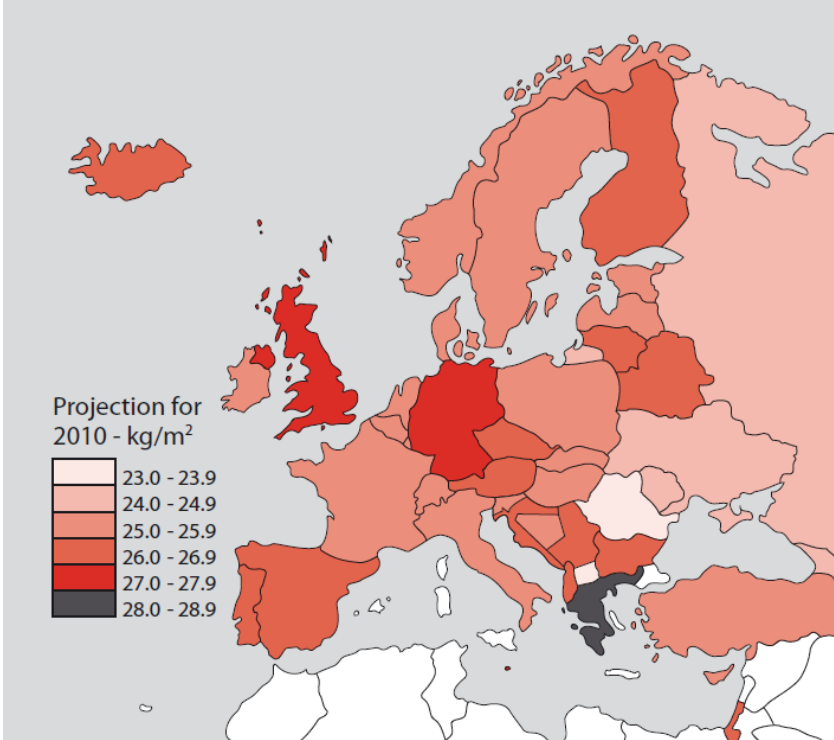 Projection for
2010 - kg/m²
23.0 - 23.9
24.0 - 24.9
25.0 - 25.9
26.0 - 26.9
27.0 - 27.9
28.0 - 28.9